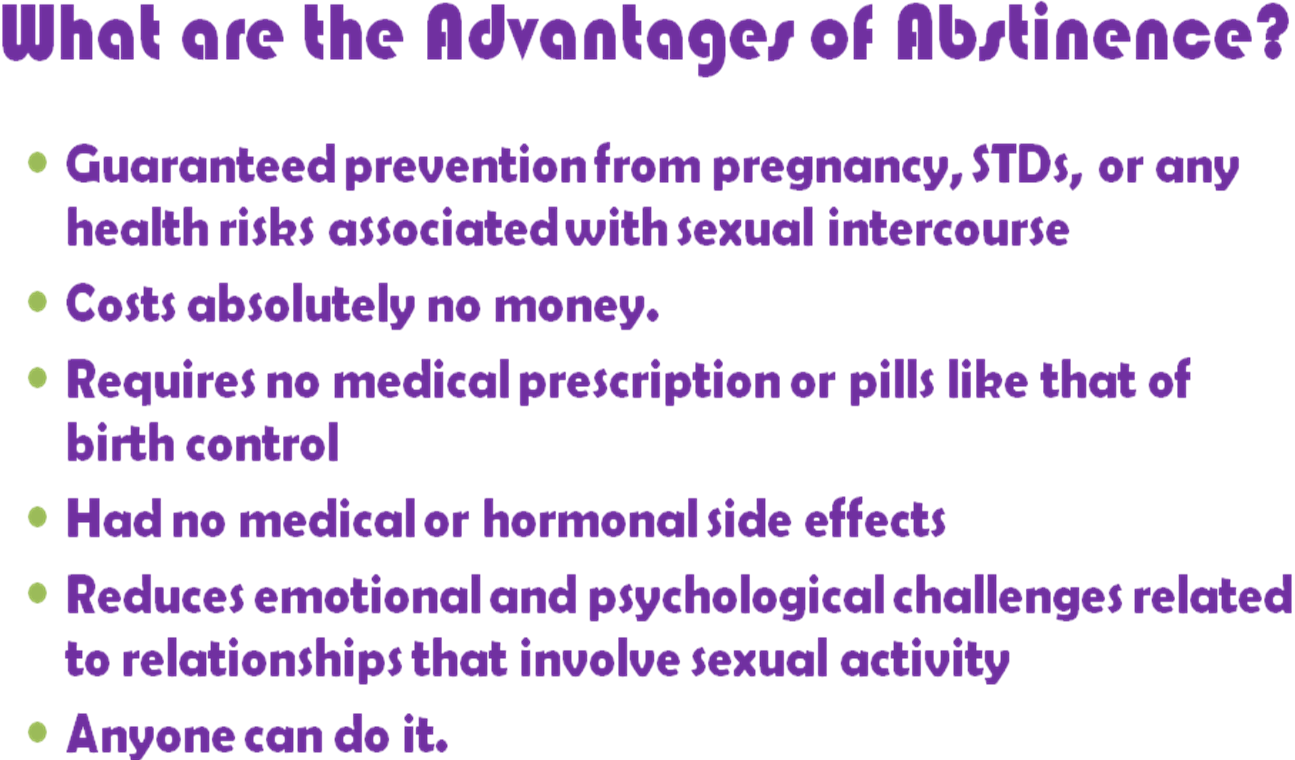 What are the Advantages of Abstinence?
• Guaranteed prevention from pregnancy, STDs, or any
health risks associated with sexual intercourse
• Costs absolutely no money.
• Requires no medical prescription or pills like that of
birth control
• Had no medical or hormonal side effects
• Reduces emotional and psychological challenges related
to relationships that involve sexual activity
• Anyone can do it.